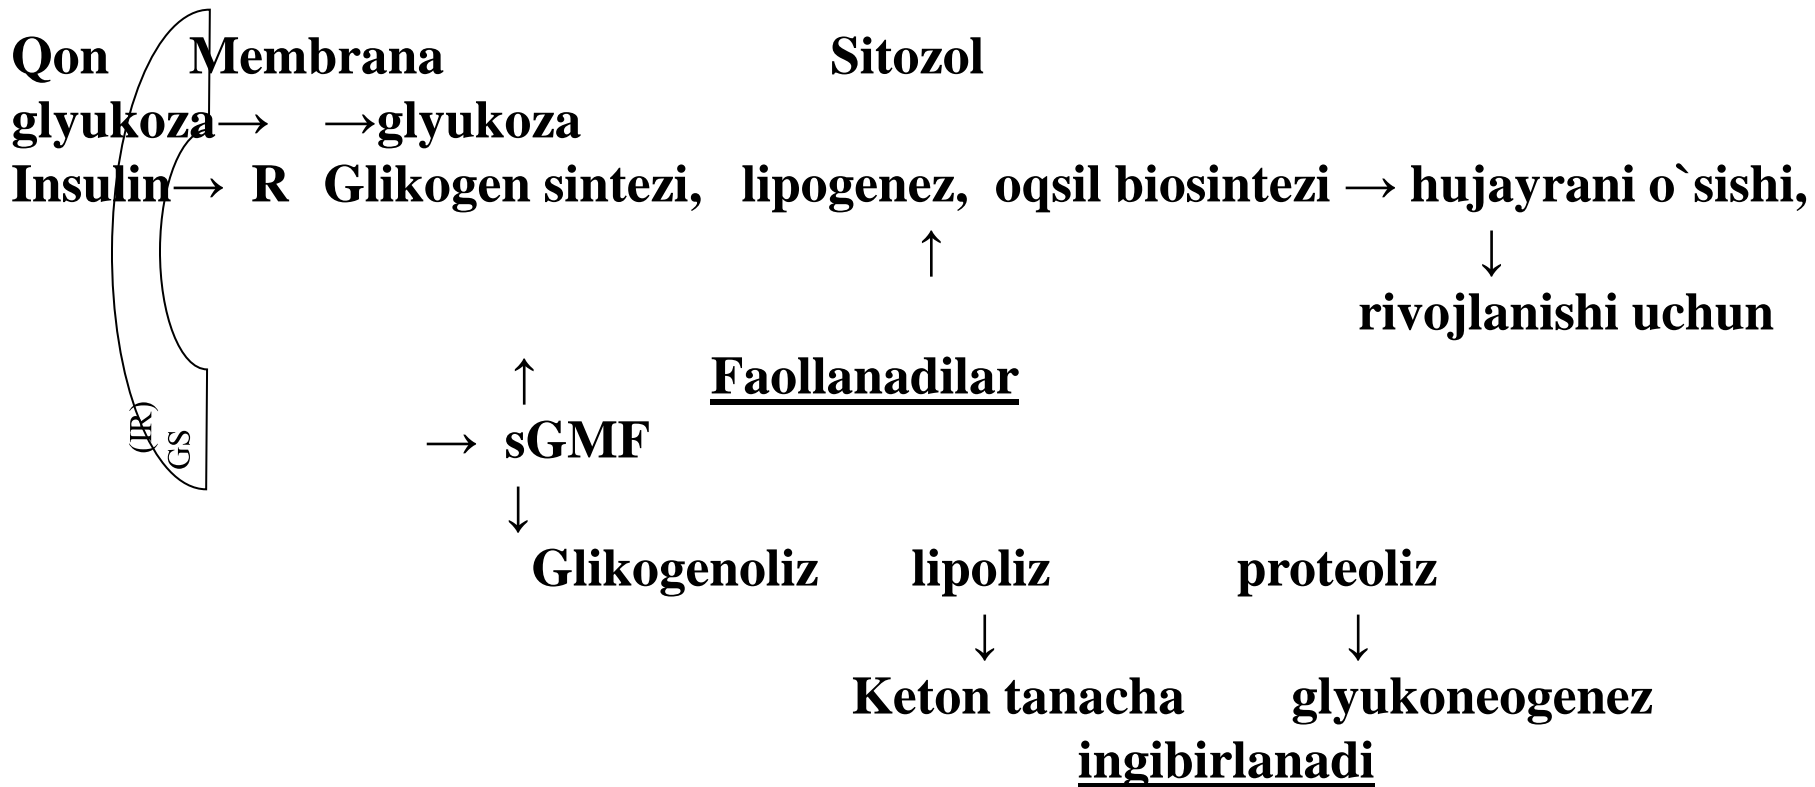 Qon Membrana Sitozol
glyukoza→ →glyukoza
Insulin→ R Glikogen sintezi, lipogenez, oqsil biosintezi → hujayrani o`sishi,
↑ ↓
rivojlanishi uchun
↑ Faollanadilar
(IR)
GS
→ sGMF
↓
Glikogenoliz lipoliz proteoliz
↓ ↓
Keton tanacha glyukoneogenez
ingibirlanadi